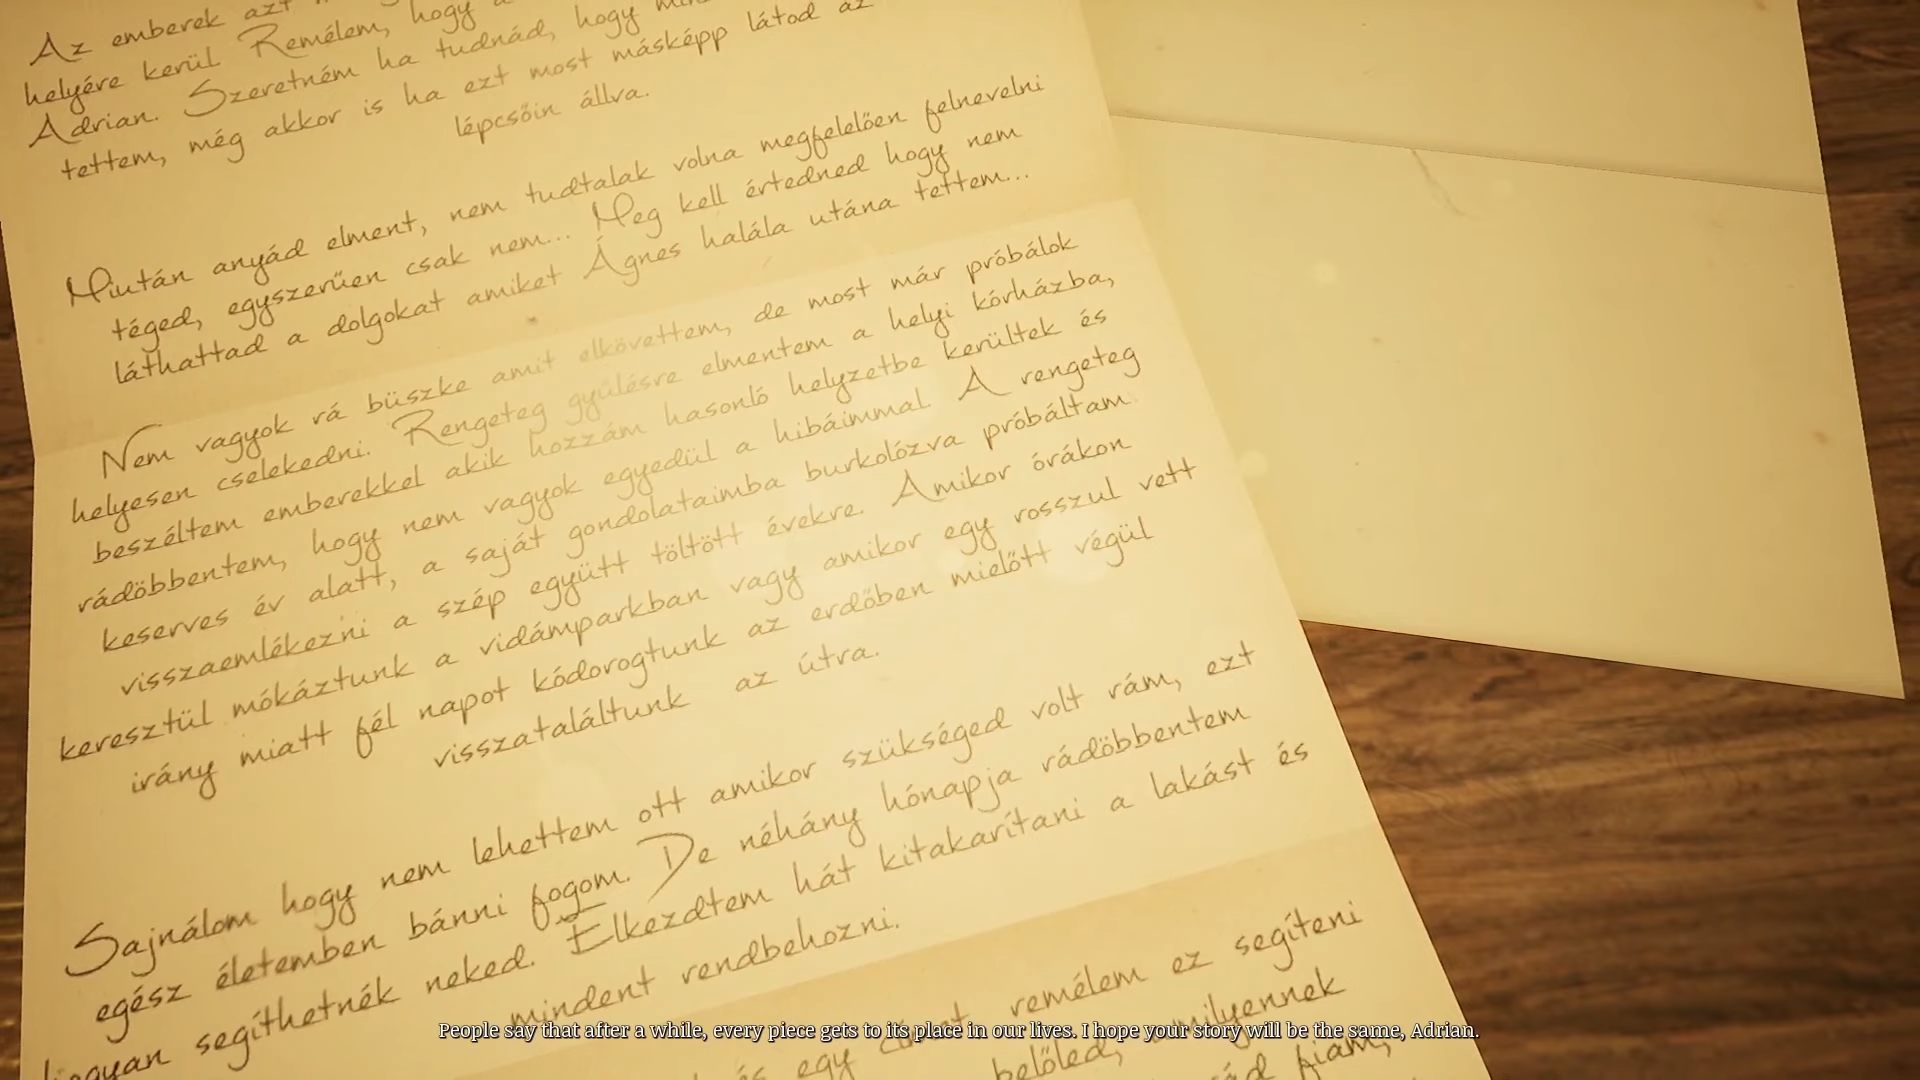 Az emberek azt
helyére kerül Remélem, hogy a
Adrian. Szeretném ha tudnád, hogy
tettem, még akkor is ha ezt most másképp látod az
lépcsőin állva.
Miután anyád elment, nem tudtalak volna megfelelően felnevelni
téged, egyszerűen csak nem... Meg kell értedned hogy nem
láthattad a dolgokat amiket Ágnes halála utána tettem...
Nem vagyok rá büszke amit elkövettem, de most már próbálok
helyesen cselekedni. Rengeteg gyűlésre elmentem a helyi kórházba,
beszéltem emberekkel akik hozzám hasonló helyzetbe kerültek és
rádöbbentem, hogy nem vagyok egyedül a hibáimmal. A rengeteg
keserves év alatt, a saját gondolataimba burkolózva próbáltam
visszaemlékezni a szép együtt töltött évekre. Amikor órákon
keresztül mókáztunk a vidámparkban vagy amikor egy rosszul vett
irány miatt fél napot kódorogtunk az erdőben mielőtt végül
visszataláltunk az útra.
Sajnálom hogy nem lehettem ott amikor szükséged volt rám, ezt
egész életemben bánni fogom. De néhány hónapja rádöbbentem
hogyan segíthetnék neked. Elkezdtem hát kitakarítani a lakást és
mindent rendbehozni.
remélem ez segíteni
egy belőled, amilyennek
fiam,
People say that after a while, every piece gets to its place in our lives. I hope your story will be the same, Adrian.